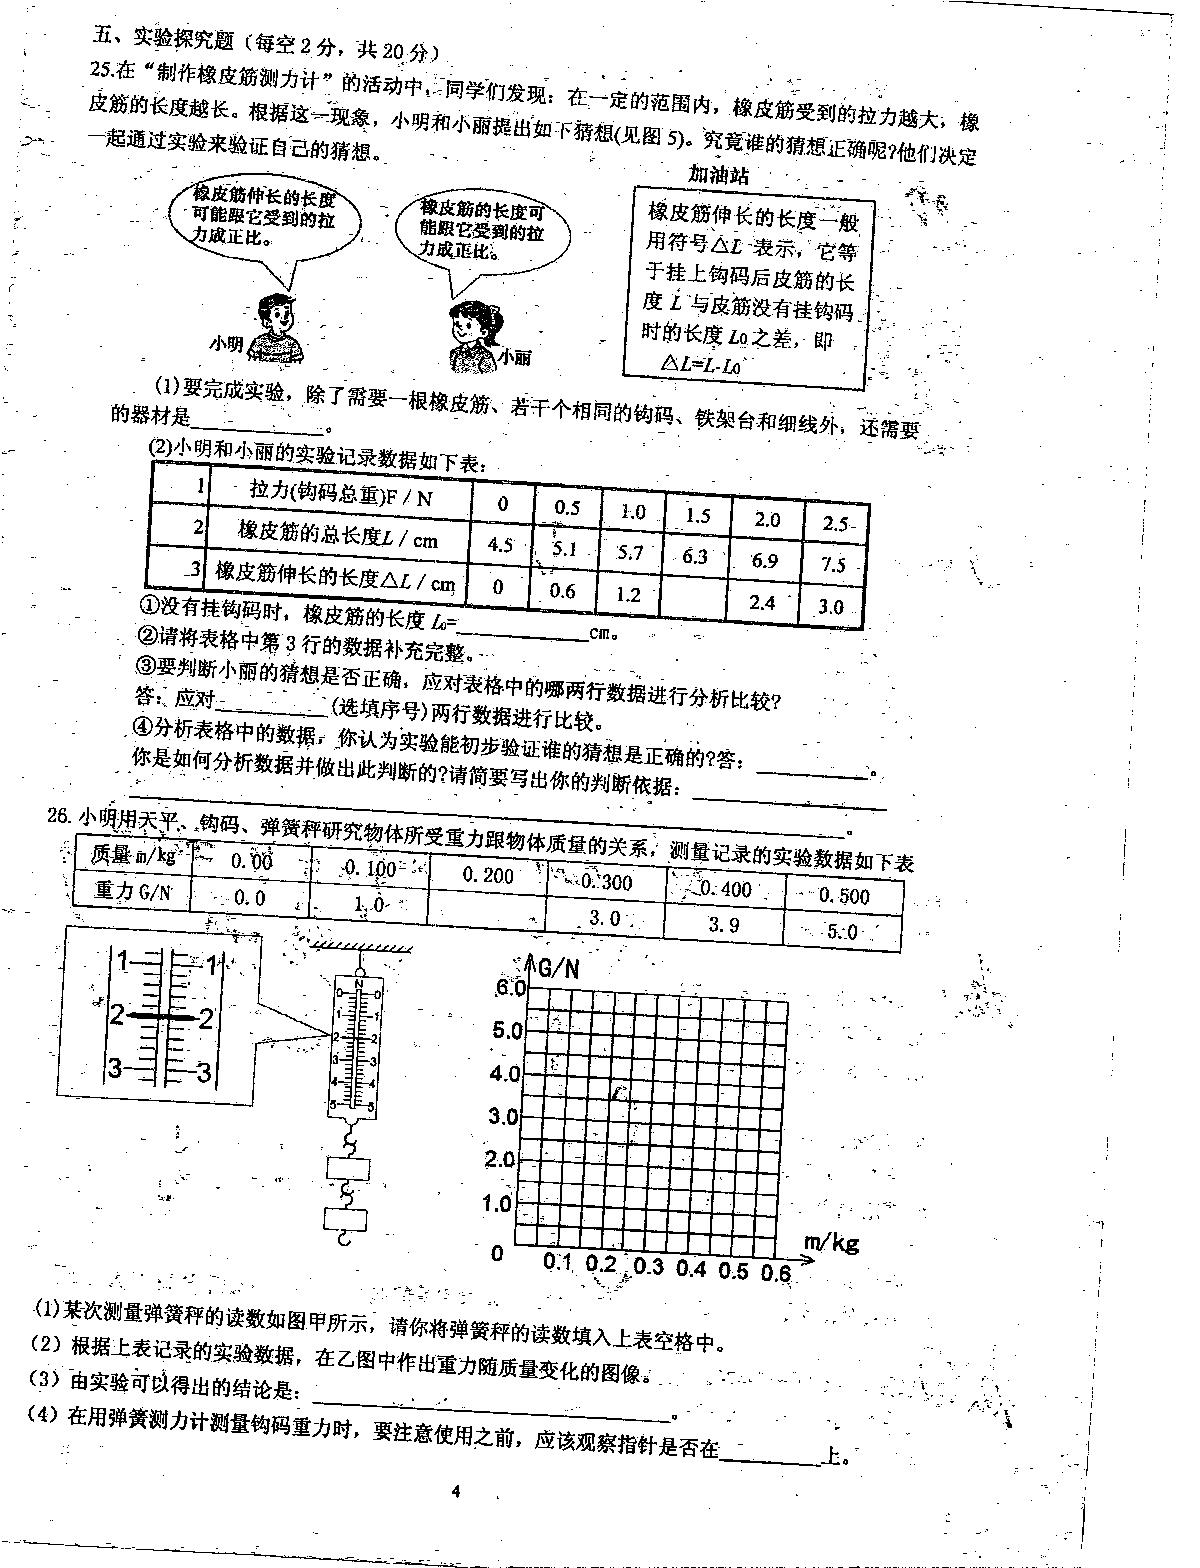 五、实验探究题（每空2分，共20分）
25.在“制作橡皮筋测力计”的活动中，同学们发现：在一定的范围内，橡皮筋受到的拉力越大，橡
皮筋的长度越长。根据这一现象，小明和小丽提出如下猜想(见图5)。究竟谁的猜想正确呢?他们决定
一起通过实验来验证自己的猜想。
橡皮筋伸长的长度
可能跟它受到的拉
力成正比。
小明
橡皮筋的长度可
能跟它受到的拉
力成正比。
小丽
加油站
橡皮筋伸长的长度一般
用符号△L 表示，它等
于挂上钩码后皮筋的长
度 L 与皮筋没有挂钩码
时的长度 L0 之差，即
△L=L-L0
(1)要完成实验，除了需要一根橡皮筋、若干个相同的钩码、铁架台和细线外，还需要
的器材是____________。
(2)小明和小丽的实验记录数据如下表：
1 拉力(钩码总重)F / N 0 0.5 1.0 1.5 2.0 2.5
2 橡皮筋的总长度L / cm 4.5 5.1 5.7 6.3 6.9 7.5
3 橡皮筋伸长的长度△L / cm 0 0.6 1.2 2.4 3.0
①没有挂钩码时，橡皮筋的长度 L0=____________cm。
②请将表格中第 3 行的数据补充完整。
③要判断小丽的猜想是否正确，应对表格中的哪两行数据进行分析比较?
答：应对__________(选填序号)两行数据进行比较。
④分析表格中的数据，你认为实验能初步验证谁的猜想是正确的?答：__________。
你是如何分析数据并做出此判断的?请简要写出你的判断依据：__________________
____________________________________________________________。
26. 小明用天平、钩码、弹簧秤研究物体所受重力跟物体质量的关系，测量记录的实验数据如下表
质量 m/kg 0.00 0.100 0.200 0.300 0.400 0.500
重力 G/N 0.0 1.0 3.0 3.9 5.0
1 1
2 2
3 3
N
0 0
1 1
2 2
3 3
4 4
5 5
G/N
6.0
5.0
4.0
3.0
2.0
1.0
0 0.1 0.2 0.3 0.4 0.5 0.6
m/kg
(1)某次测量弹簧秤的读数如图甲所示，请你将弹簧秤的读数填入上表空格中。
(2) 根据上表记录的实验数据，在乙图中作出重力随质量变化的图像。
(3) 由实验可以得出的结论是：______________________________。
(4) 在用弹簧测力计测量钩码重力时，要注意使用之前，应该观察指针是否在________上。
4